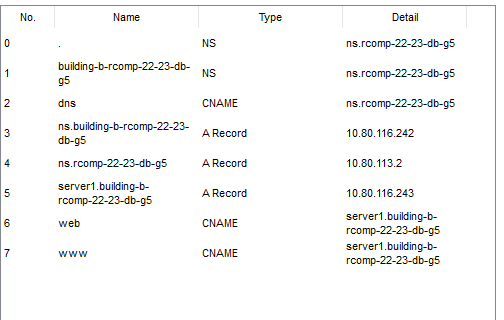 No. Name Type Detail
0 . NS ns.rcomp-22-23-db-g5
1 building-b-rcomp-22-23-db-
g5 NS ns.rcomp-22-23-db-g5
2 dns CNAME ns.rcomp-22-23-db-g5
3 ns.building-b-rcomp-22-23-
db-g5 A Record 10.80.116.242
4 ns.rcomp-22-23-db-g5 A Record 10.80.113.2
5 server1.building-b-
rcomp-22-23-db-g5 A Record 10.80.116.243
6 web CNAME server1.building-b-
rcomp-22-23-db-g5
7 www CNAME server1.building-b-
rcomp-22-23-db-g5